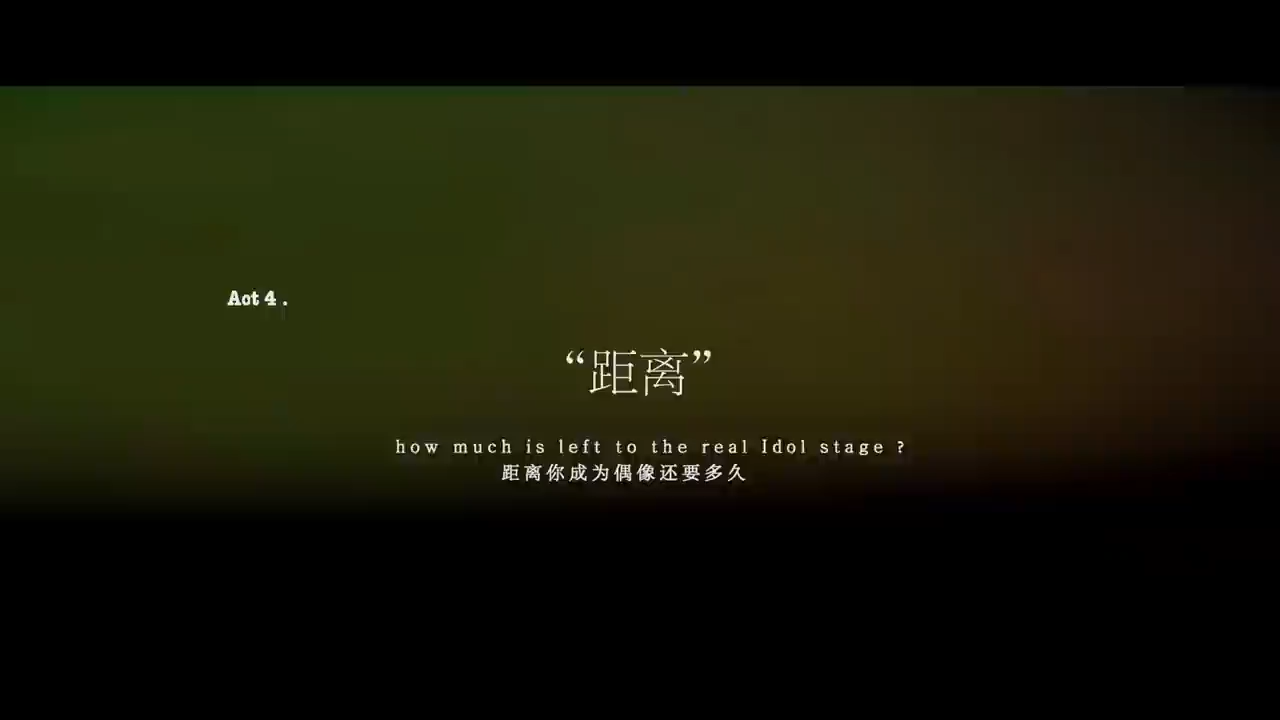 Act 4 .
“距离”
how much is left to the real Idol stage ?
距离你成为偶像还要多久